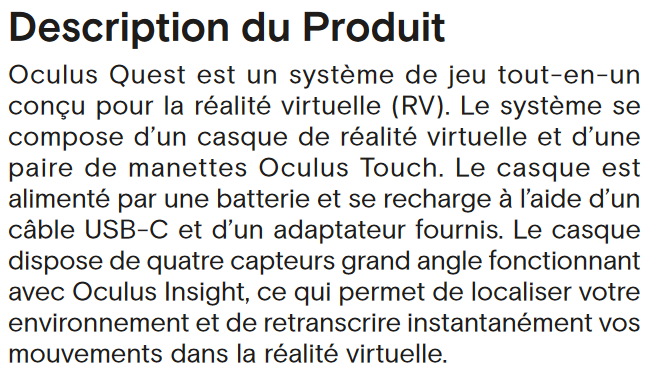 Description du Produit
Oculus Quest est un système de jeu tout-en-un
conçu pour la réalité virtuelle (RV). Le système se
compose d’un casque de réalité virtuelle et d’une
paire de manettes Oculus Touch. Le casque est
alimenté par une batterie et se recharge à l’aide d’un
câble USB-C et d’un adaptateur fournis. Le casque
dispose de quatre capteurs grand angle fonctionnant
avec Oculus Insight, ce qui permet de localiser votre
environnement et de retranscrire instantanément vos
mouvements dans la réalité virtuelle.